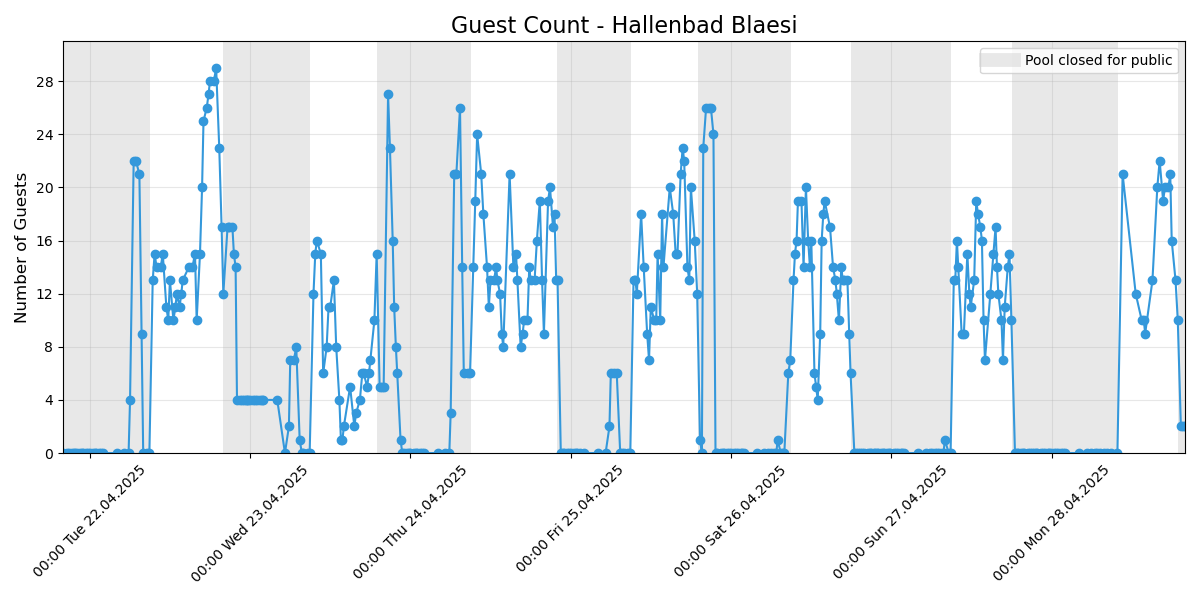 Guest Count - Hallenbad Blaesi
Pool closed for public
Number of Guests
28
24
20
16
12
8
4
0
00:00 Tue 22.04.2025
00:00 Wed 23.04.2025
00:00 Thu 24.04.2025
00:00 Fri 25.04.2025
00:00 Sat 26.04.2025
00:00 Sun 27.04.2025
00:00 Mon 28.04.2025